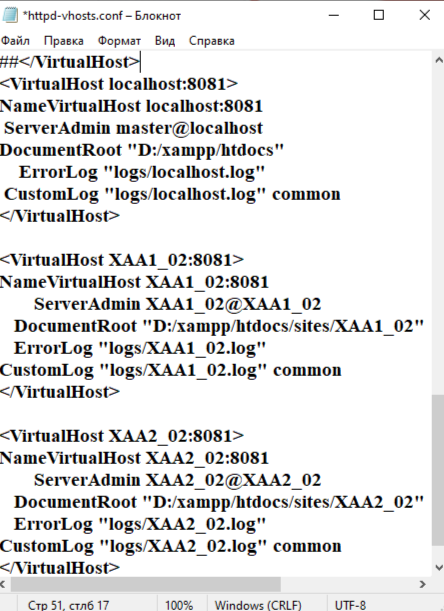 *httpd-vhosts.conf – Блокнот
Файл Правка Формат Вид Справка
##</VirtualHost>
<VirtualHost localhost:8081>
NameVirtualHost localhost:8081
ServerAdmin master@localhost
DocumentRoot "D:/xampp/htdocs"
ErrorLog "logs/localhost.log"
CustomLog "logs/localhost.log" common
</VirtualHost>
<VirtualHost XAA1_02:8081>
NameVirtualHost XAA1_02:8081
ServerAdmin XAA1_02@XAA1_02
DocumentRoot "D:/xampp/htdocs/sites/XAA1_02"
ErrorLog "logs/XAA1_02.log"
CustomLog "logs/XAA1_02.log" common
</VirtualHost>
<VirtualHost XAA2_02:8081>
NameVirtualHost XAA2_02:8081
ServerAdmin XAA2_02@XAA2_02
DocumentRoot "D:/xampp/htdocs/sites/XAA2_02"
ErrorLog "logs/XAA2_02.log"
CustomLog "logs/XAA2_02.log" common
</VirtualHost>
Стр 51, стлб 17 100% Windows (CRLF) UTF-8